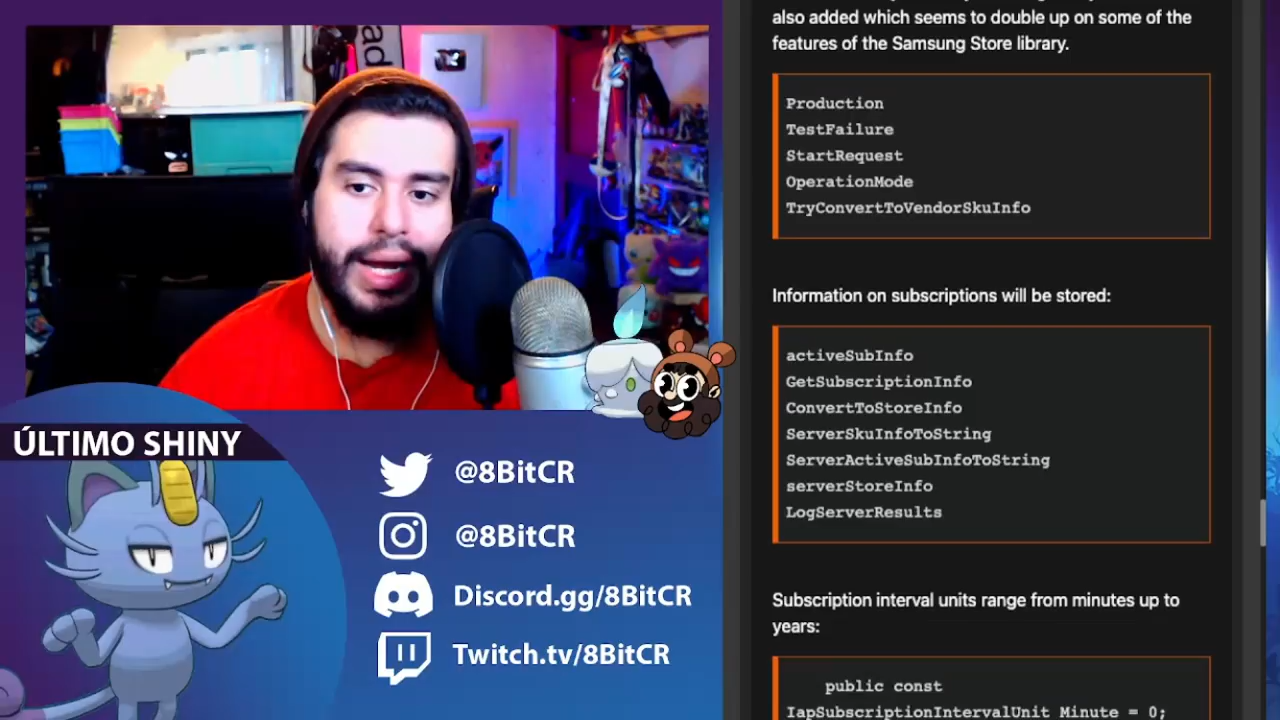 ad
ÚLTIMO SHINY
@8BitCR
@8BitCR
Discord.gg/8BitCR
Twitch.tv/8BitCR
also added which seems to double up on some of the
features of the Samsung Store library.
Production
TestFailure
StartRequest
OperationMode
TryConvertToVendorSkuInfo
Information on subscriptions will be stored:
activeSubInfo
GetSubscriptionInfo
ConvertToStoreInfo
ServerSkuInfoToString
ServerActiveSubInfoToString
serverStoreInfo
LogServerResults
Subscription interval units range from minutes up to
years:
public const
IapSubscriptionIntervalUnit Minute = 0;